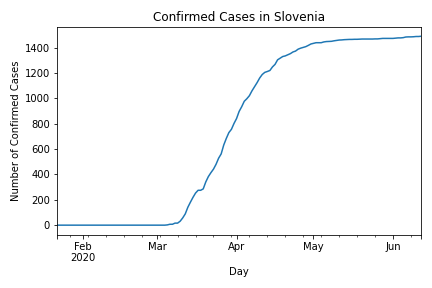 Confirmed Cases in Slovenia
Number of Confirmed Cases
1400
1200
1000
800
600
400
200
0
Feb
2020
Mar
Apr
May
Jun
Day